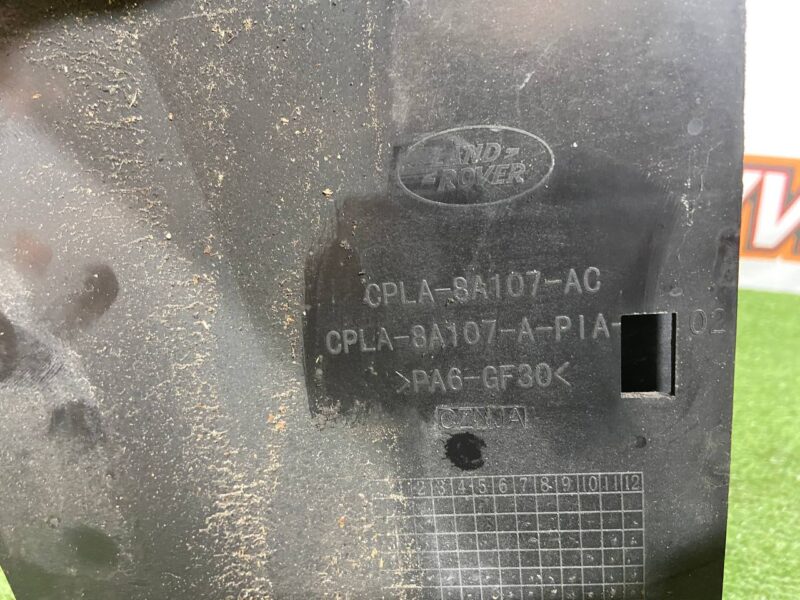 LAND
ROVER
CPLA-8A107-AC
CPLA-8A107-A-PIA- 02
>PA6-GF30<
2 3 4 5 6 7 8 9 10 11 12